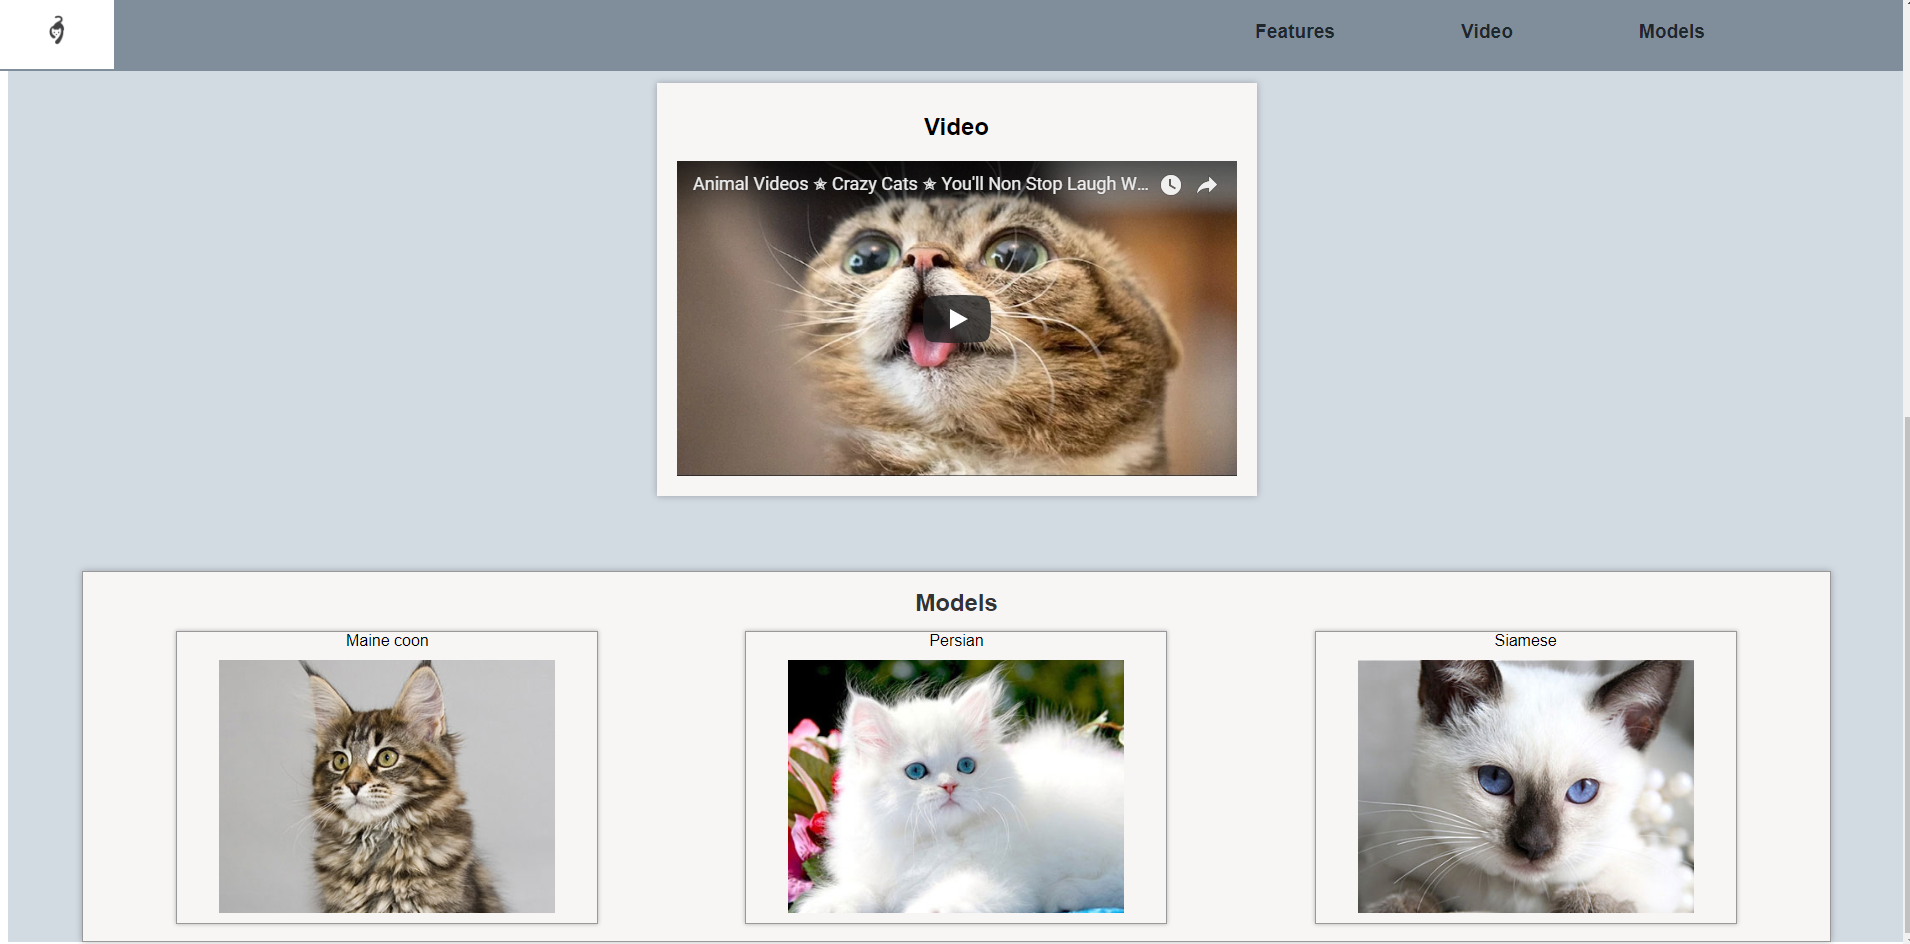 Features
Video
Models
Video
Animal Videos ✬ Crazy Cats ✬ You'll Non Stop Laugh W...
Models
Maine coon
Persian
Siamese